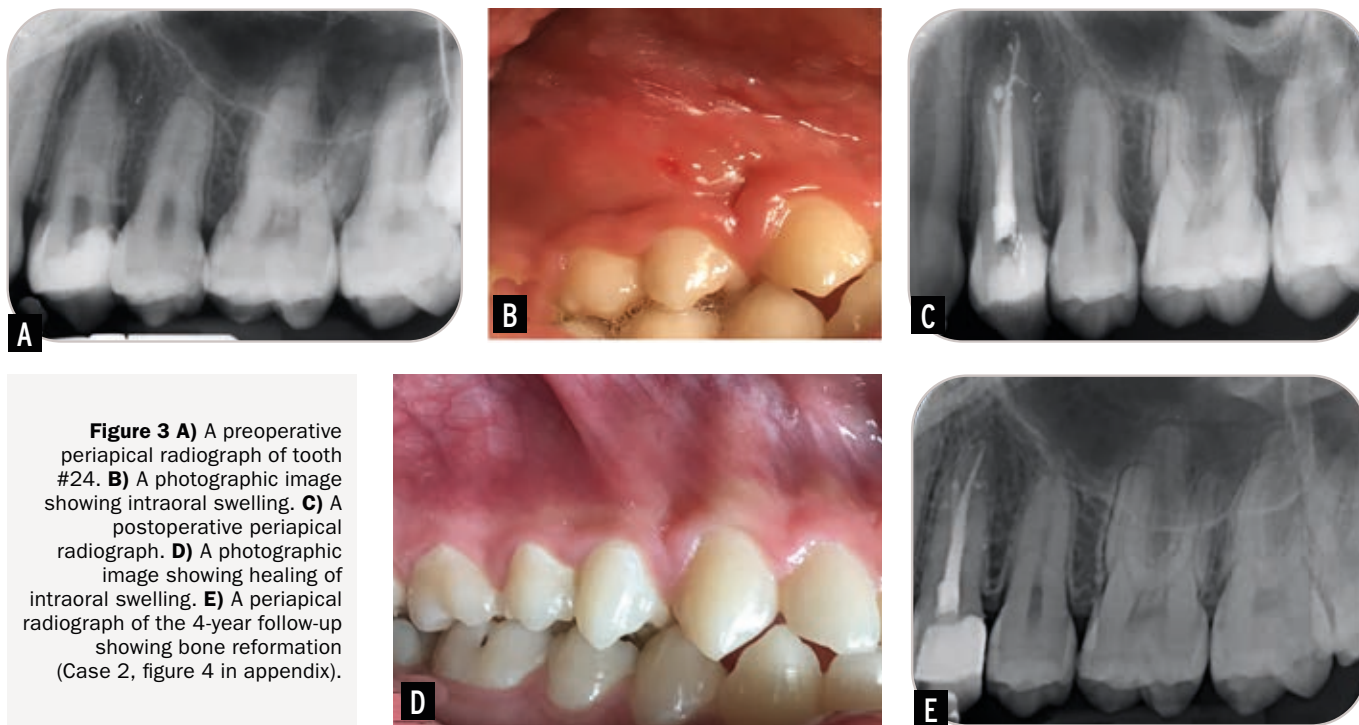 A
B
C
Figure 3 A) A preoperative
periapical radiograph of tooth
#24. B) A photographic image
showing intraoral swelling. C) A
postoperative periapical
radiograph. D) A photographic
image showing healing of
intraoral swelling. E) A periapical
radiograph of the 4-year follow-up
showing bone reformation
(Case 2, figure 4 in appendix).
D
E